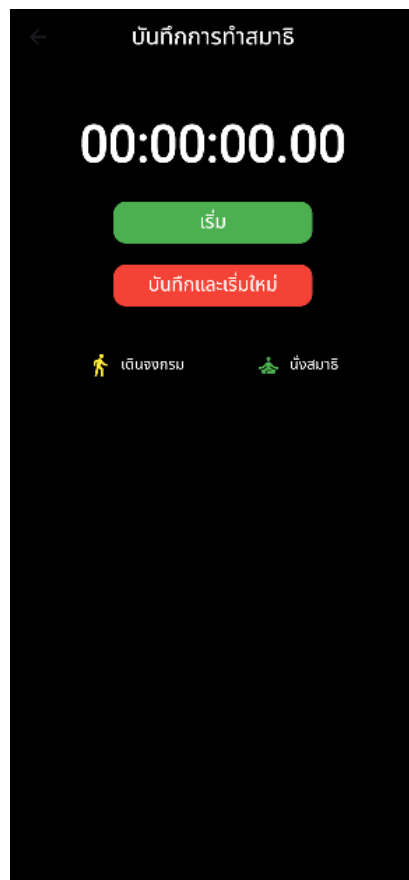 บันทึกการทำสมาธิ
00:00:00.00
เริ่ม
บันทึกและเริ่มใหม่
เดินจงกรม
นั่งสมาธิ